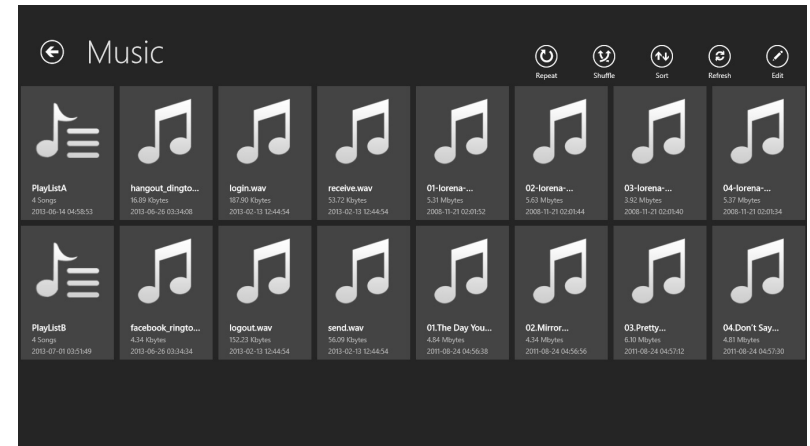 Music
Repeat Shuffle Sort Refresh Edit
PlayListA
4 Songs
2013-06-14 04:58:53
hangout_dingto...
16.89 Kbytes
2013-06-26 03:34:08
login.wav
187.90 Kbytes
2013-02-13 12:44:54
receive.wav
53.72 Kbytes
2013-02-13 12:44:54
01-lorena-...
5.31 Mbytes
2008-11-21 02:01:52
02-lorena-...
5.63 Mbytes
2008-11-21 02:01:44
03-lorena-...
3.92 Mbytes
2008-11-21 02:01:40
04-lorena-...
5.37 Mbytes
2008-11-21 02:01:34
PlayListB
4 Songs
2013-07-01 03:51:49
facebook_ringto...
4.34 Kbytes
2013-06-26 03:34:34
logout.wav
152.23 Kbytes
2013-02-13 12:44:54
send.wav
56.09 Kbytes
2013-02-13 12:44:54
01.The Day You...
4.84 Mbytes
2011-08-24 04:56:38
02.Mirror...
4.34 Mbytes
2011-08-24 04:56:56
03.Pretty...
6.10 Mbytes
2011-08-24 04:57:12
04.Don't Say...
4.81 Mbytes
2011-08-24 04:57:30